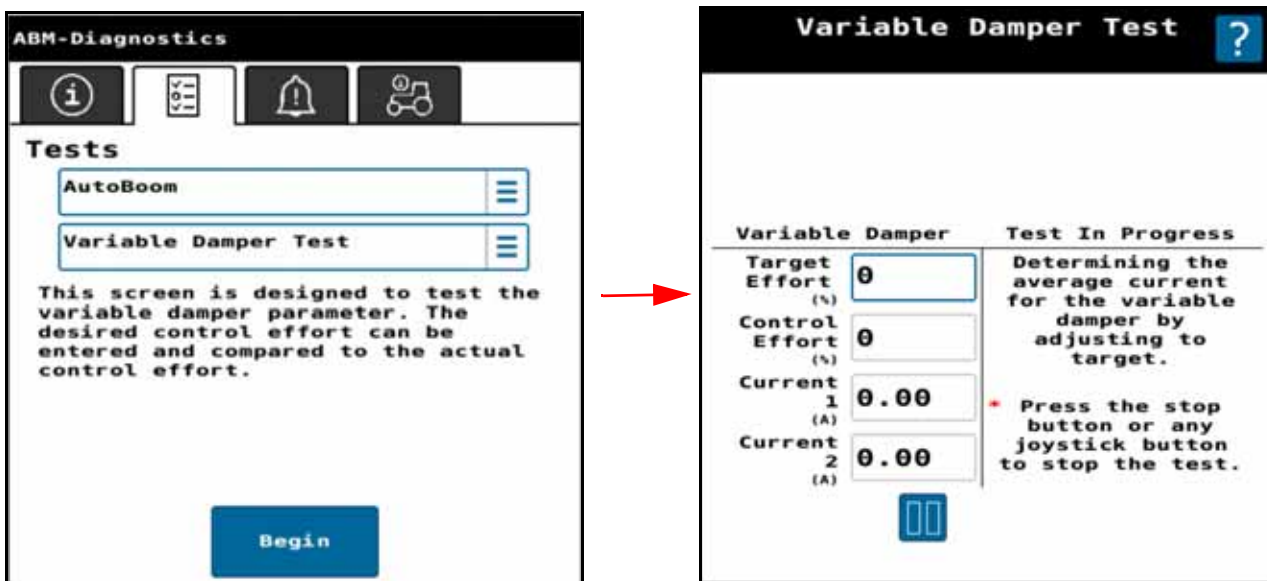 ABM-Diagnostics
Tests
AutoBoom
Variable Damper Test
This screen is designed to test the
variable damper parameter. The
desired control effort can be
entered and compared to the actual
control effort.
Begin
Variable Damper Test
?
Variable Damper
Target
Effort
(%)
0
Control
Effort
(%)
0
Current
1
(A)
0.00
Current
2
(A)
0.00
Test In Progress
Determining the
average current
for the variable
damper by
adjusting to
target.
* Press the stop
button or any
joystick button
to stop the test.